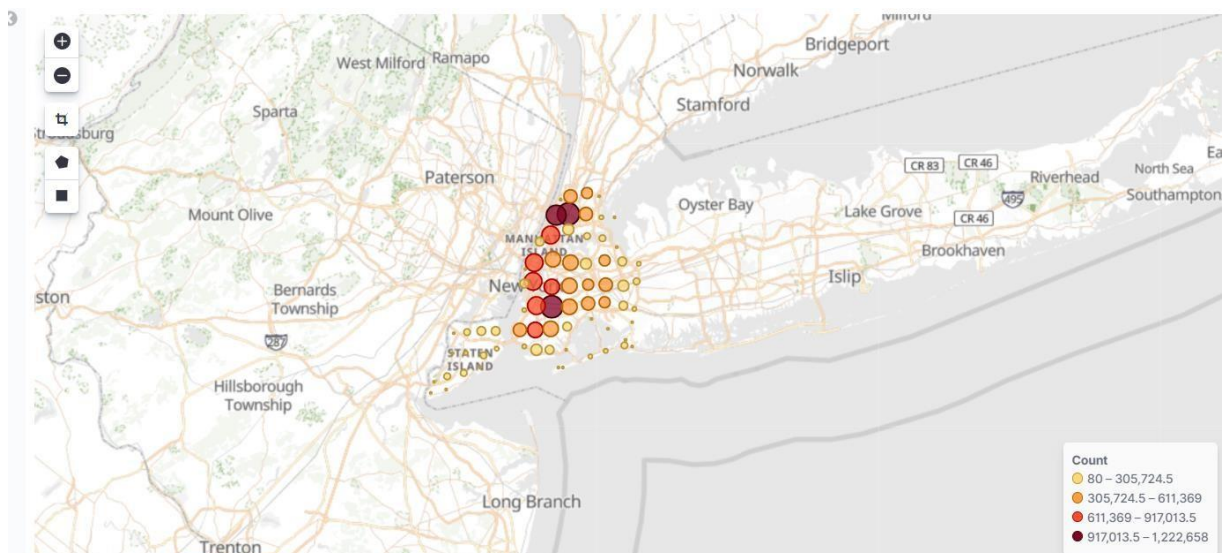 Milford
Bridgeport
West Milford
Ramapo
Norwalk
Stamford
Sparta
CR 83
CR 46
North Sea
Paterson
Riverhead
Southampton
495
Mount Olive
Oyster Bay
Lake Grove
CR 46
MANHATTAN
ISLAND
Brookhaven
Islip
New
Bernards
Township
ston
287
STATEN
ISLAND
Hillsborough
Township
Long Branch
Trenton
Count
80 – 305,724.5
305,724.5 – 611,369
611,369 – 917,013.5
917,013.5 – 1,222,658